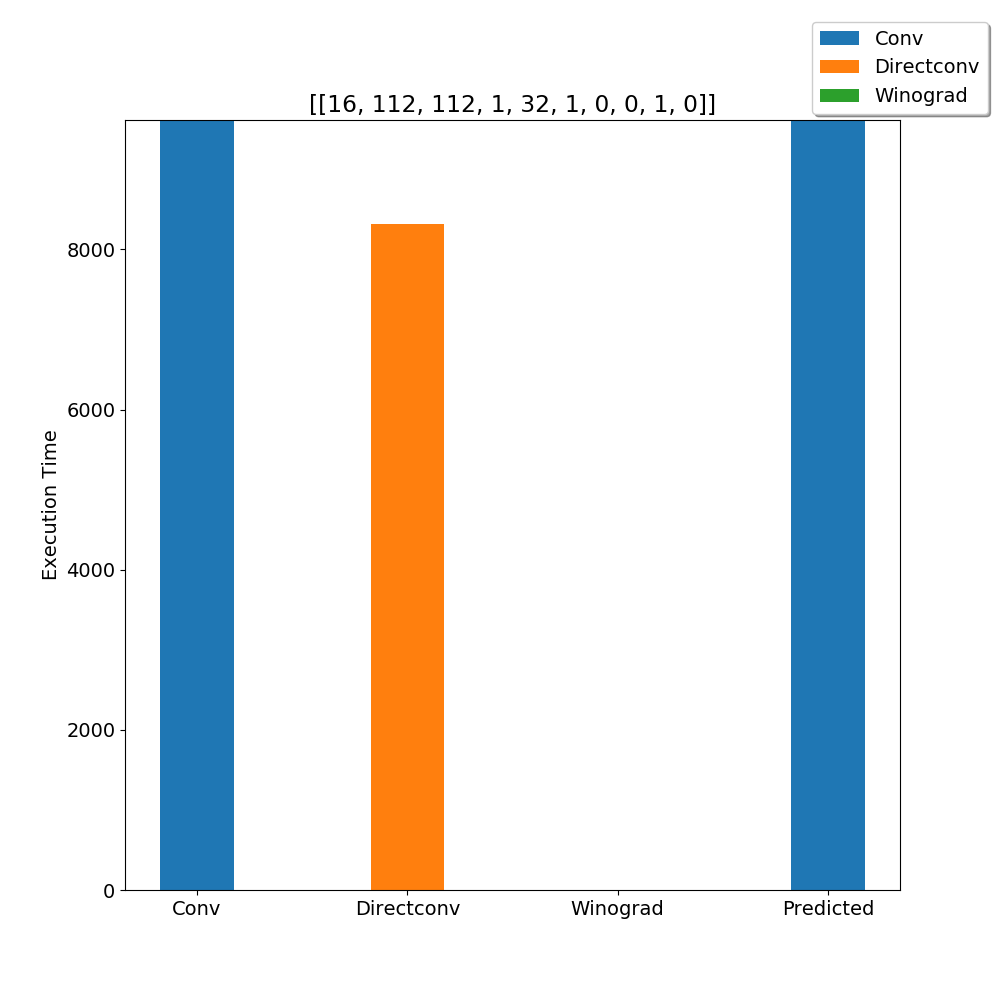 Conv
Directconv
Winograd
[[16, 112, 112, 1, 32, 1, 0, 0, 1, 0]]
8000
6000
4000
2000
0
Execution Time
Conv Directconv Winograd Predicted